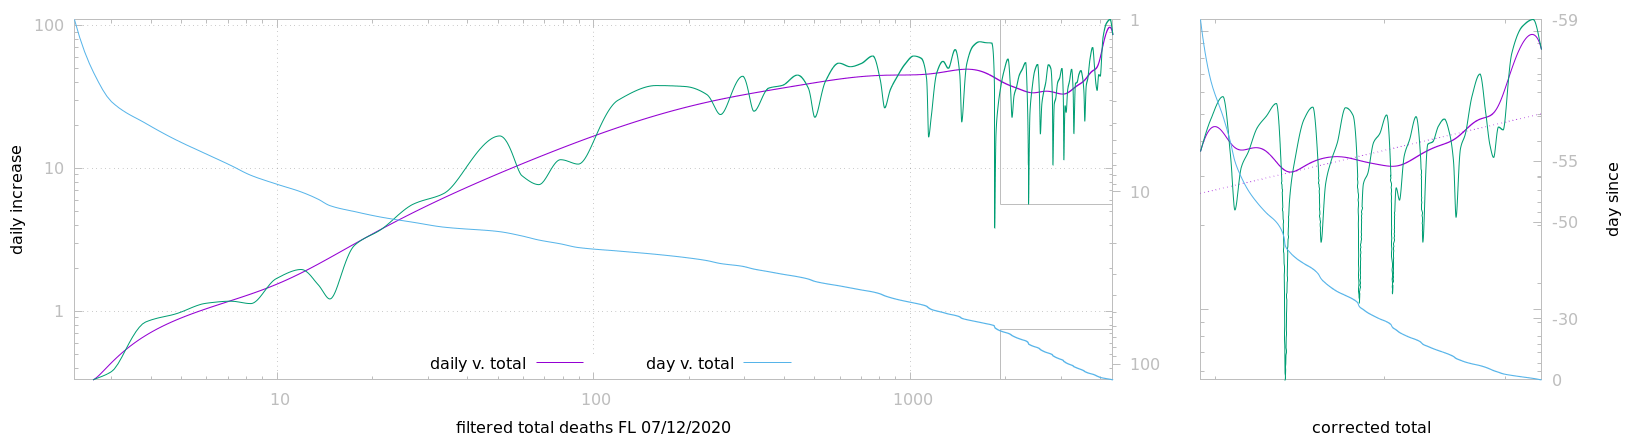 100
10
1
daily increase
10
100
1000
filtered total deaths FL 07/12/2020
daily v. total
day v. total
1
10
100
-59
-55
-50
-30
0
day since
corrected total